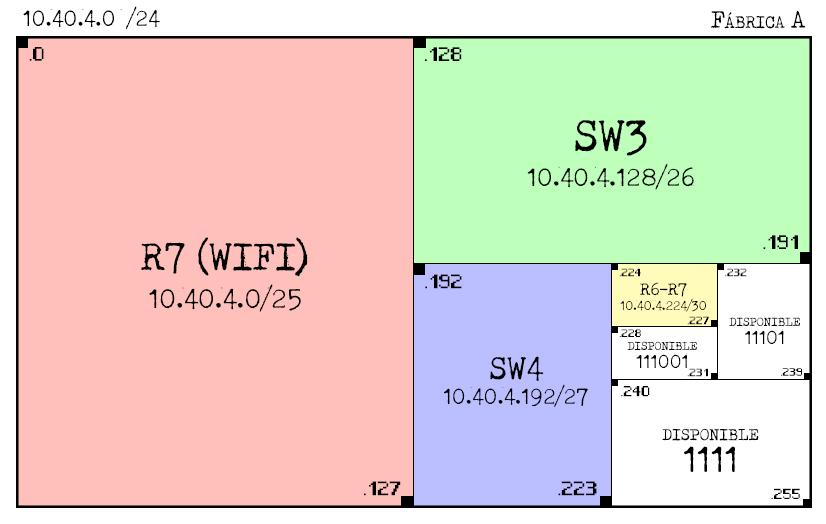 10.40.4.0 /24
FÁBRICA A
.0
R7 (WIFI)
10.40.4.0/25
.127
.128
SW3
10.40.4.128/26
.191
.192
SW4
10.40.4.192/27
.223
.224
R6-R7
10.40.4.224/30
.227
.228
DISPONIBLE
111001
.231
.232
DISPONIBLE
11101
.239
.240
DISPONIBLE
1111
.255